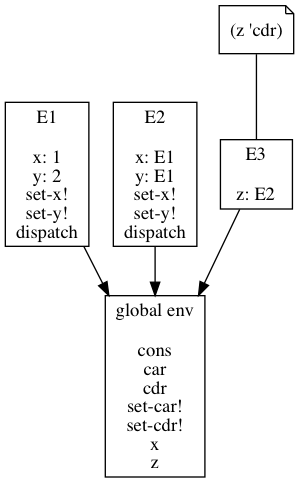 (z 'cdr)
E1
x: 1
y: 2
set-x!
set-y!
dispatch
E2
x: E1
y: E1
set-x!
set-y!
dispatch
E3
z: E2
global env
cons
car
cdr
set-car!
set-cdr!
x
z